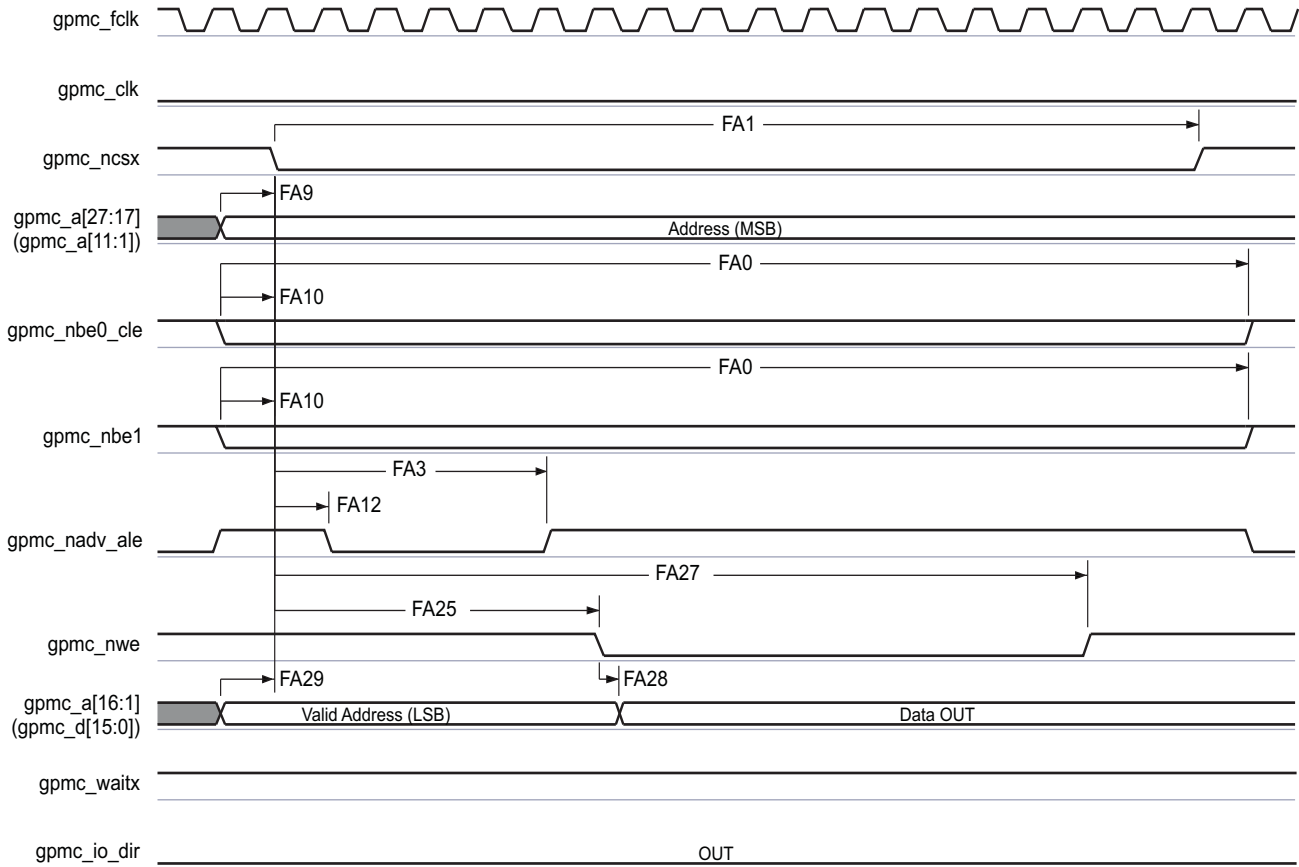 gpmc_fclk
gpmc_clk
FA1
gpmc_ncsx
FA9
gpmc_a[27:17]
(gpmc_a[11:1])
Address (MSB)
FA0
FA10
gpmc_nbe0_cle
FA0
FA10
gpmc_nbe1
FA3
FA12
gpmc_nadv_ale
FA27
FA25
gpmc_nwe
FA29
FA28
gpmc_a[16:1]
(gpmc_d[15:0])
Valid Address (LSB)
Data OUT
gpmc_waitx
gpmc_io_dir
OUT